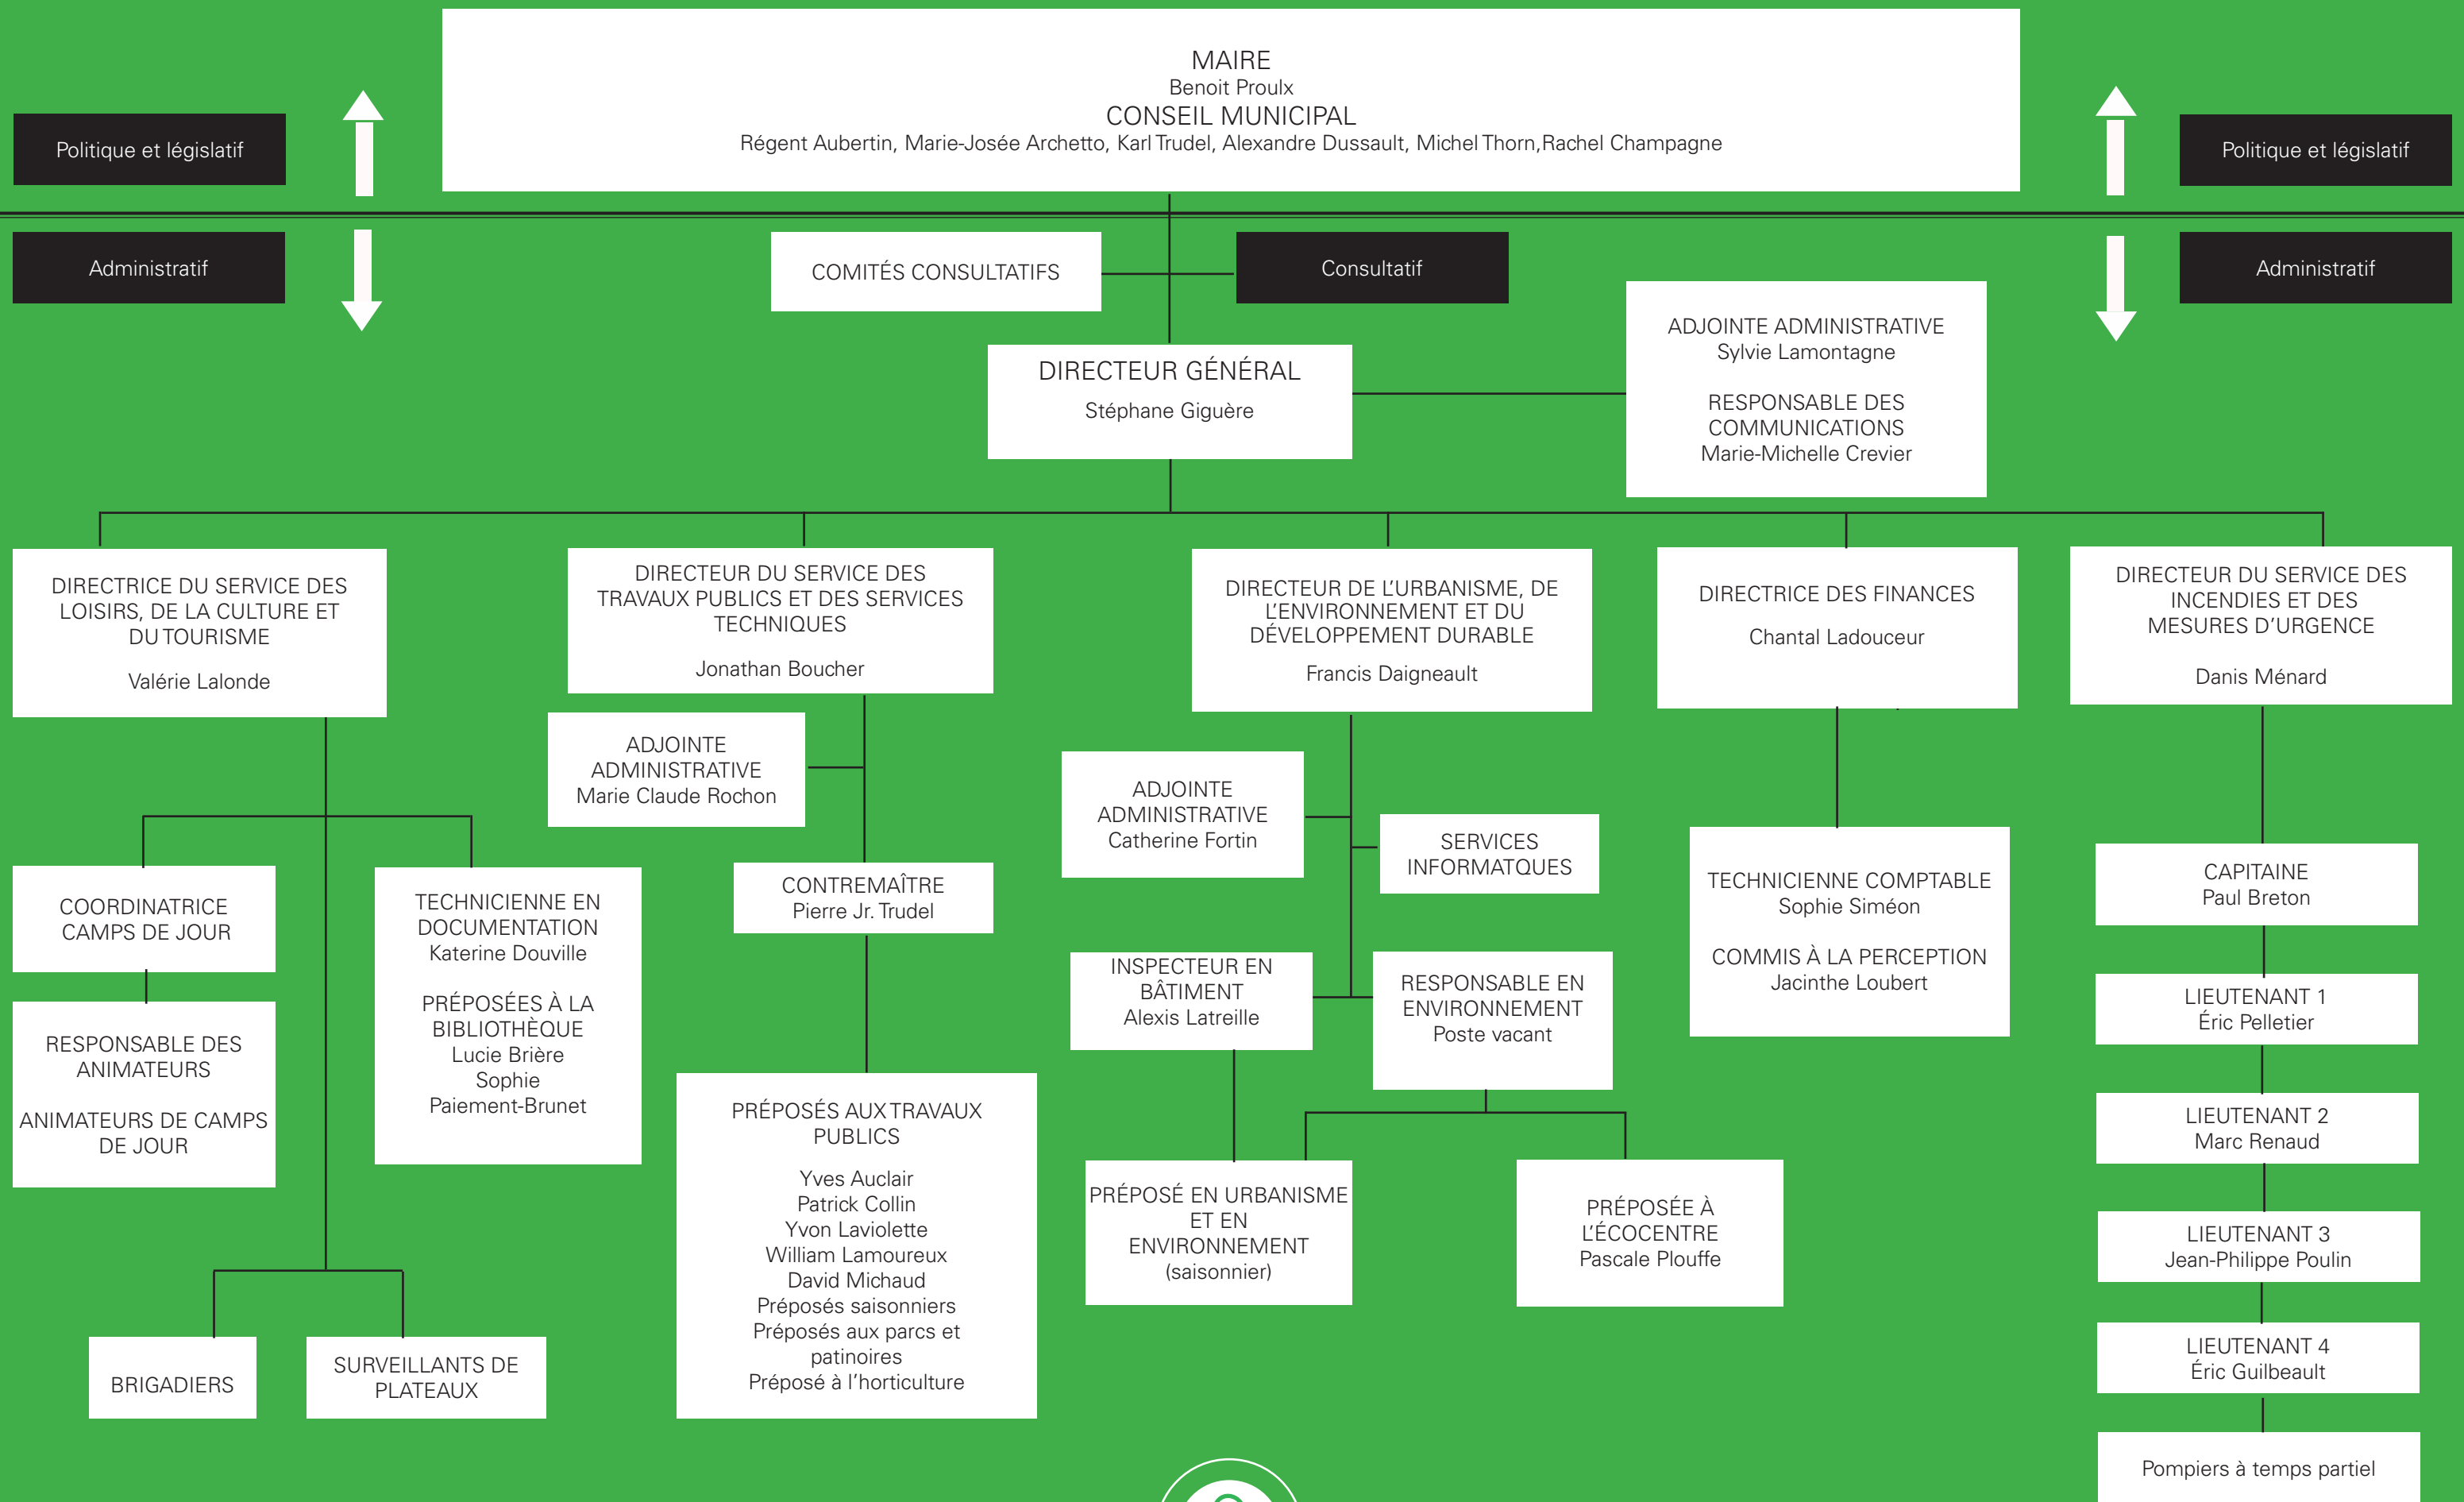 MAIRE
Benoit Proulx
CONSEIL MUNICIPAL
Régent Aubertin, Marie-Josée Archetto, Karl Trudel, Alexandre Dussault, Michel Thorn,Rachel Champagne
Politique et législatif
Politique et législatif
Administratif
COMITÉS CONSULTATIFS
Consultatif
Administratif
DIRECTEUR GÉNÉRAL
Stéphane Giguère
ADJOINTE ADMINISTRATIVE
Sylvie Lamontagne
RESPONSABLE DES
COMMUNICATIONS
Marie-Michelle Crevier
DIRECTRICE DU SERVICE DES
LOISIRS, DE LA CULTURE ET
DU TOURISME
Valérie Lalonde
DIRECTEUR DU SERVICE DES
TRAVAUX PUBLICS ET DES SERVICES
TECHNIQUES
Jonathan Boucher
DIRECTEUR DE L'URBANISME, DE
L'ENVIRONNEMENT ET DU
DÉVELOPPEMENT DURABLE
Francis Daigneault
DIRECTRICE DES FINANCES
Chantal Ladouceur
DIRECTEUR DU SERVICE DES
INCENDIES ET DES
MESURES D'URGENCE
Danis Ménard
ADJOINTE
ADMINISTRATIVE
Marie Claude Rochon
ADJOINTE
ADMINISTRATIVE
Catherine Fortin
SERVICES
INFORMATQUES
COORDINATRICE
CAMPS DE JOUR
TECHNICIENNE EN
DOCUMENTATION
Katerine Douville
PRÉPOSÉES À LA
BIBLIOTHÈQUE
Lucie Brière
Sophie
Paiement-Brunet
CONTREMAÎTRE
Pierre Jr. Trudel
TECHNICIENNE COMPTABLE
Sophie Siméon
COMMIS À LA PERCEPTION
Jacinthe Loubert
CAPITAINE
Paul Breton
INSPECTEUR EN
BÂTIMENT
Alexis Latreille
RESPONSABLE EN
ENVIRONNEMENT
Poste vacant
LIEUTENANT 1
Éric Pelletier
RESPONSABLE DES
ANIMATEURS
ANIMATEURS DE CAMPS
DE JOUR
PRÉPOSÉS AUX TRAVAUX
PUBLICS
Yves Auclair
Patrick Collin
Yvon Laviolette
William Lamoureux
David Michaud
Préposés saisonniers
Préposés aux parcs et
patinoires
Préposé à l'horticulture
LIEUTENANT 2
Marc Renaud
PRÉPOSÉ EN URBANISME
ET EN
ENVIRONNEMENT
(saisonnier)
PRÉPOSÉE À
L'ÉCOCENTRE
Pascale Plouffe
LIEUTENANT 3
Jean-Philippe Poulin
BRIGADIERS
SURVEILLANTS DE
PLATEAUX
LIEUTENANT 4
Éric Guilbeault
Pompiers à temps partiel